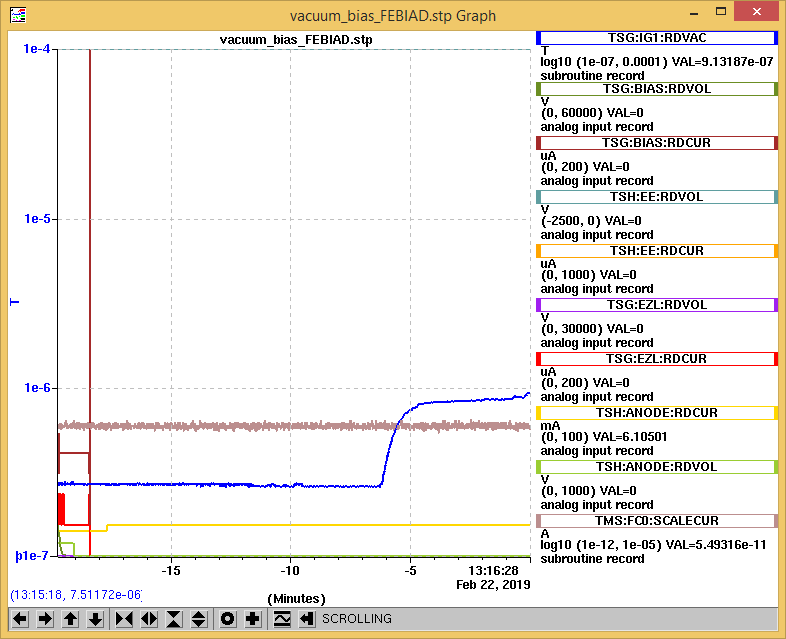 vacuum_bias_FEBIAD.stp Graph
vacuum_bias_FEBIAD.stp
1e-4
1e-5
T
1e-6
1e-7
-15
-10
-5
13:16:28
Feb 22, 2019
(Minutes)
(13:15:18, 7.51172e-06)
TSG:IG1:RDVAC
T
log10 (1e-07, 0.0001) VAL=9.13187e-07
subroutine record
TSG:BIAS:RDVOL
V
(0, 60000) VAL=0
analog input record
TSG:BIAS:RDCUR
uA
(0, 200) VAL=0
analog input record
TSH:EE:RDVOL
V
(-2500, 0) VAL=0
analog input record
TSH:EE:RDCUR
uA
(0, 1000) VAL=0
analog input record
TSG:EZL:RDVOL
V
(0, 30000) VAL=0
analog input record
TSG:EZL:RDCUR
uA
(0, 200) VAL=0
analog input record
TSH:ANODE:RDCUR
mA
(0, 100) VAL=6.10501
analog input record
TSH:ANODE:RDVOL
V
(0, 1000) VAL=0
analog input record
TMS:FC0:SCALECUR
A
log10 (1e-12, 1e-05) VAL=5.49316e-11
subroutine record
SCROLLING